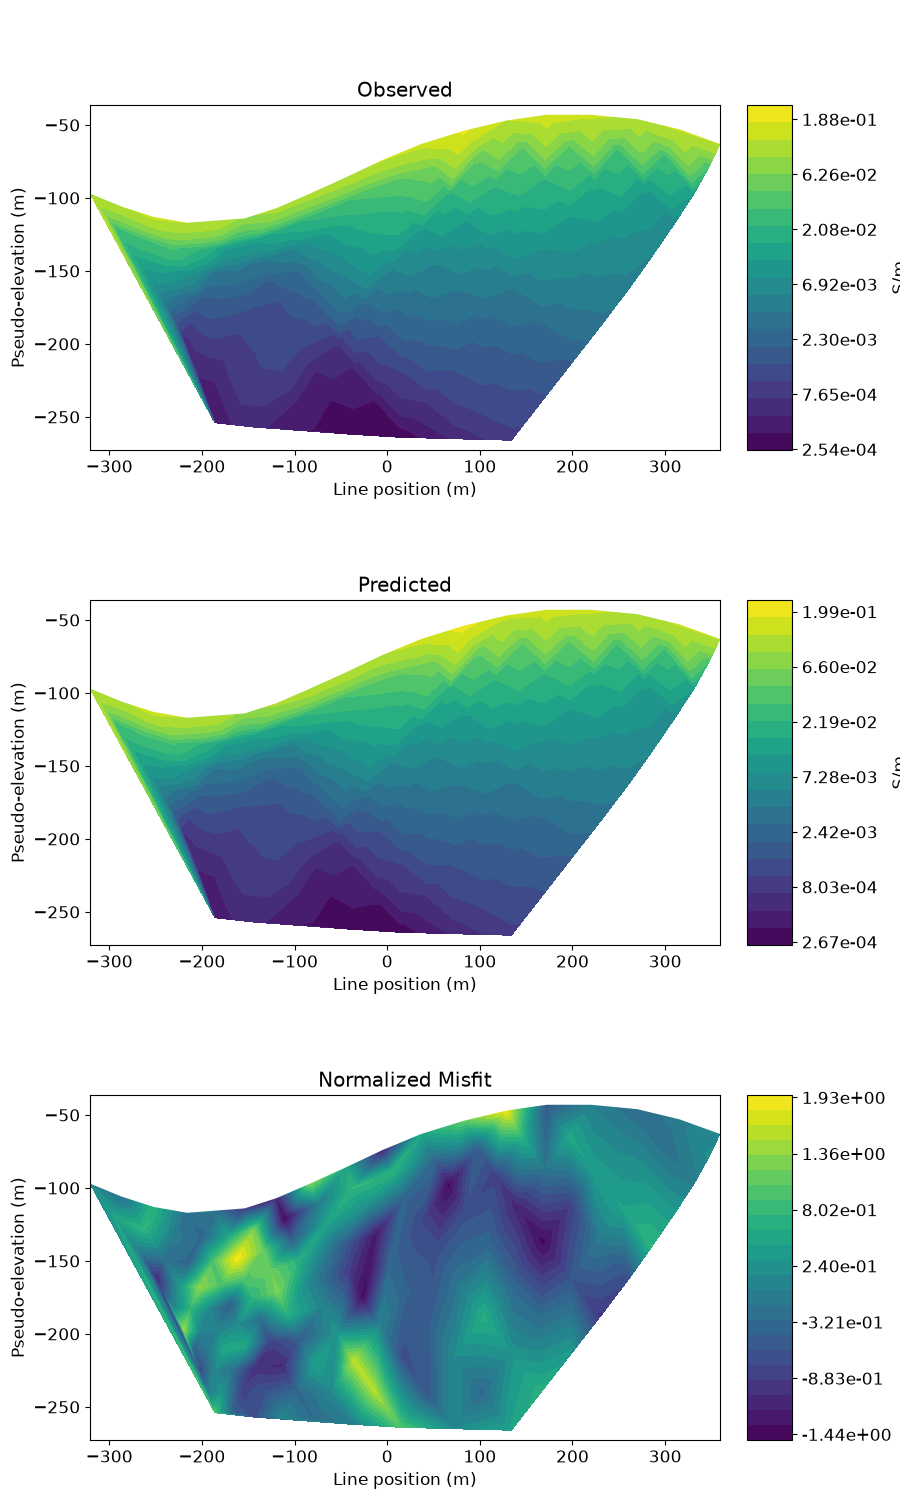 Observed
Pseudo-elevation (m)
−50
−100
−150
−200
−250
−300
−200
−100
0
100
200
300
Line position (m)
1.88e-01
6.26e-02
2.08e-02
6.92e-03
2.30e-03
7.65e-04
2.54e-04
S/m
Predicted
Pseudo-elevation (m)
−50
−100
−150
−200
−250
−300
−200
−100
0
100
200
300
Line position (m)
1.99e-01
6.60e-02
2.19e-02
7.28e-03
2.42e-03
8.03e-04
2.67e-04
S/m
Normalized Misfit
Pseudo-elevation (m)
−50
−100
−150
−200
−250
−300
−200
−100
0
100
200
300
Line position (m)
1.93e+00
1.36e+00
8.02e-01
2.40e-01
-3.21e-01
-8.83e-01
-1.44e+00